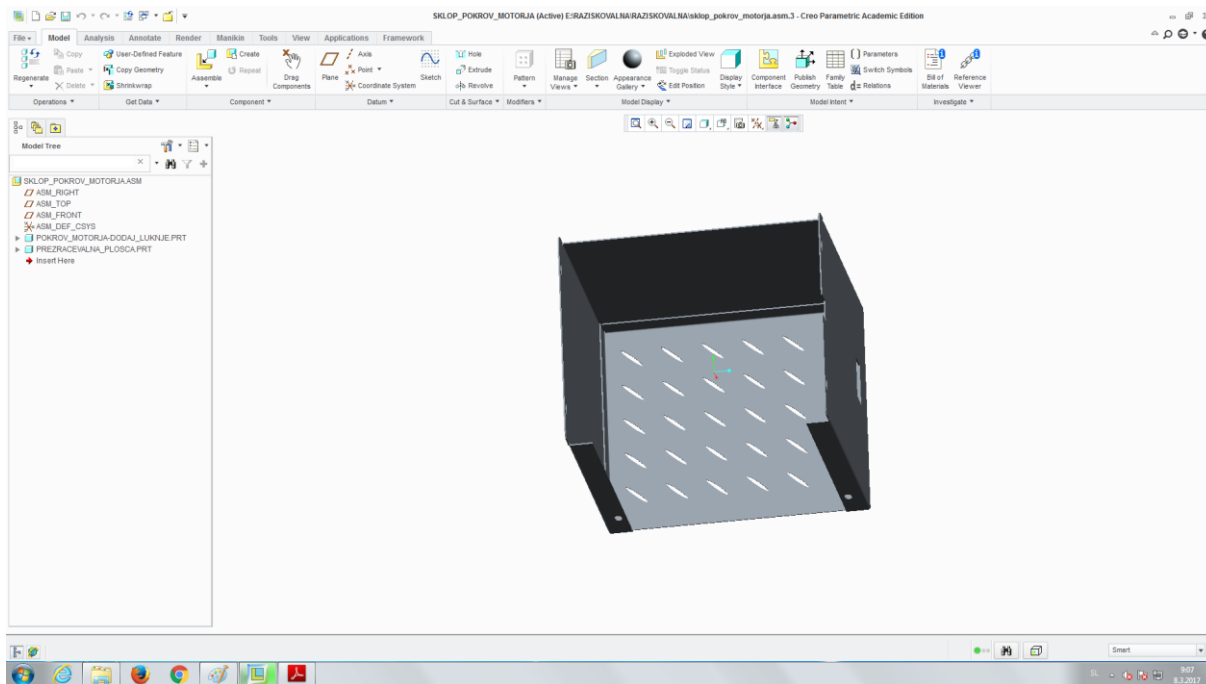 SKLOP_POKROV_MOTORJA (Active) E:\RAZISKOVALNA\RAZISKOVALNA\sklop_pokrov_motorja.asm.3 - Creo Parametric Academic Edition
File Model Analysis Annotate Render Manikin Tools View Applications Framework
Regenerate
Copy
Paste
Delete
User-Defined Feature
Copy Geometry
Shrinkwrap
Assemble
Create
Repeat
Drag Components
Plane
Axis
Point
Coordinate System
Sketch
Hole
Extrude
Revolve
Pattern
Manage Views
Section
Appearance Gallery
Exploded View
Toggle Status
Edit Position
Display Style
Component Interface
Publish Geometry
Family Table
Parameters
Switch Symbols
d= Relations
Bill of Materials
Reference Viewer
Operations Get Data Component Datum Cut & Surface Modifiers Model Display Model Intent Investigate
Model Tree
SKLOP_POKROV_MOTORJA.ASM
ASM_RIGHT
ASM_TOP
ASM_FRONT
ASM_DEF_CSYS
POKROV_MOTORJA-DODAJ_LUKNJE.PRT
PREZRACEVALNA_PLOSCA.PRT
Insert Here
Smart
SL
9:07
8.3.2017